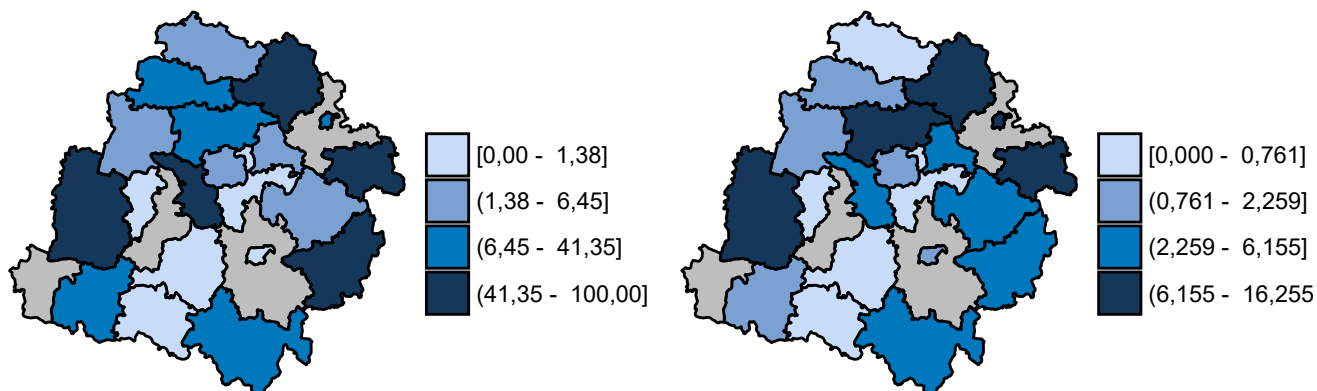 [0,00 - 1,38]
(1,38 - 6,45]
(6,45 - 41,35]
(41,35 - 100,00]
[0,000 - 0,761]
(0,761 - 2,259]
(2,259 - 6,155]
(6,155 - 16,255